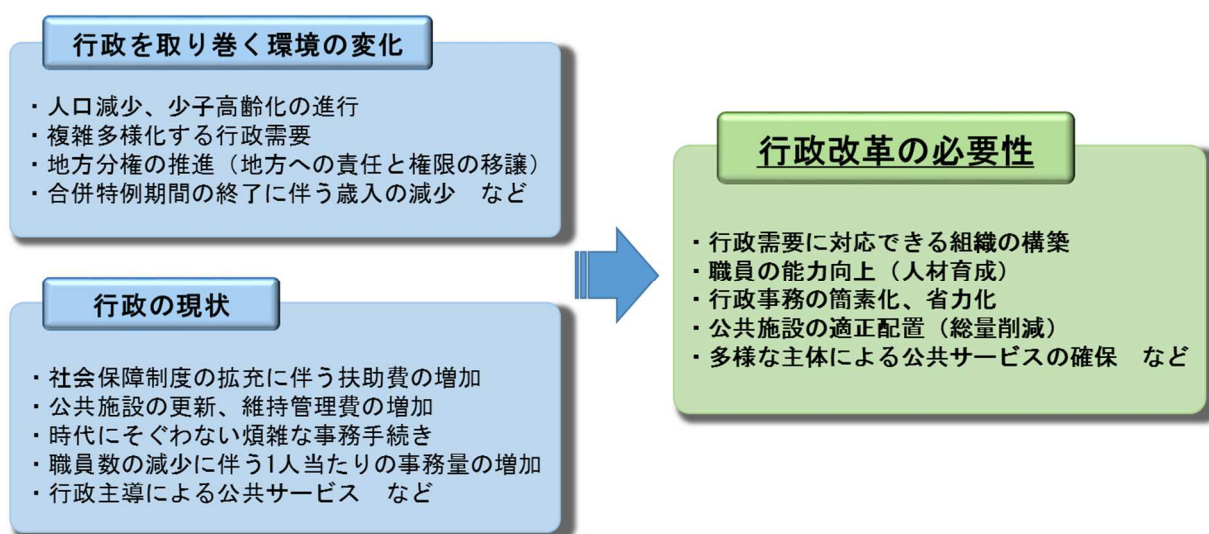 行政を取り巻く環境の変化
・人口減少、少子高齢化の進行
・複雑多様化する行政需要
・地方分権の推進（地方への責任と権限の移譲）
・合併特例期間の終了に伴う歳入の減少　など
行政の現状
・社会保障制度の拡充に伴う扶助費の増加
・公共施設の更新、維持管理費の増加
・時代にそぐわない煩雑な事務手続き
・職員数の減少に伴う1人当たりの事務量の増加
・行政主導による公共サービス　など
行政改革の必要性
・行政需要に対応できる組織の構築
・職員の能力向上（人材育成）
・行政事務の簡素化、省力化
・公共施設の適正配置（総量削減）
・多様な主体による公共サービスの確保　など